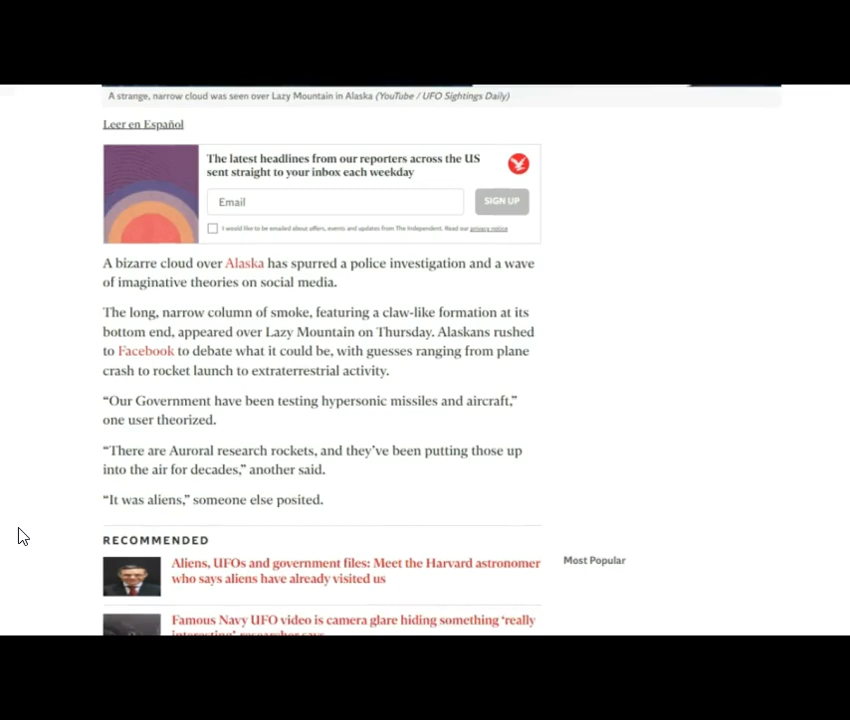 A strange, narrow cloud was seen over Lazy Mountain in Alaska (YouTube / UFO Sightings Daily)
Leer en Español
The latest headlines from our reporters across the US
sent straight to your inbox each weekday
Email
SIGN UP
I would like to be emailed about offers, events and updates from The Independent. Read our privacy notice
A bizarre cloud over Alaska has spurred a police investigation and a wave
of imaginative theories on social media.
The long, narrow column of smoke, featuring a claw-like formation at its
bottom end, appeared over Lazy Mountain on Thursday. Alaskans rushed
to Facebook to debate what it could be, with guesses ranging from plane
crash to rocket launch to extraterrestrial activity.
“Our Government have been testing hypersonic missiles and aircraft,”
one user theorized.
“There are Auroral research rockets, and they’ve been putting those up
into the air for decades,” another said.
“It was aliens,” someone else posited.
RECOMMENDED
Aliens, UFOs and government files: Meet the Harvard astronomer
who says aliens have already visited us
Most Popular
Famous Navy UFO video is camera glare hiding something ‘really
interesting’ researcher says